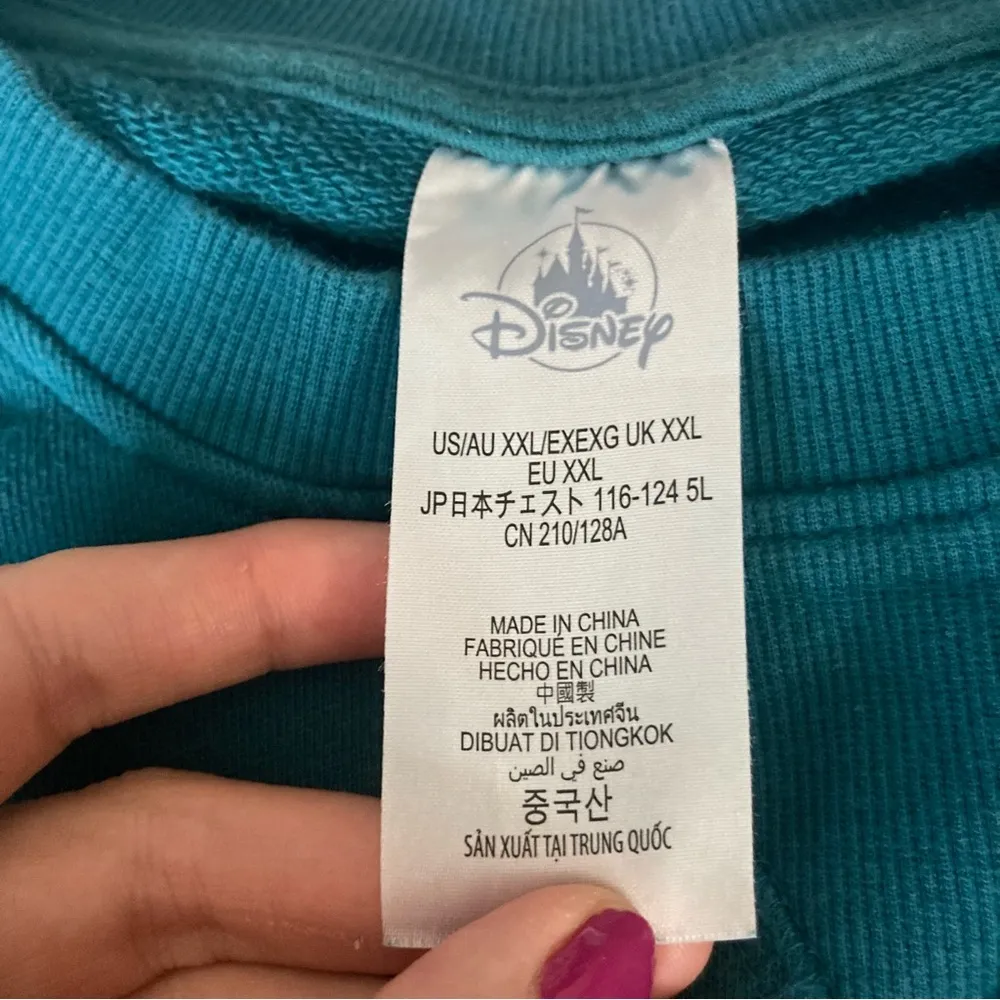 Disney
US/AU XXL/EXEXG UK XXL
EU XXL
JP日本チェスト 116-124 5L
CN 210/128A
MADE IN CHINA
FABRIQUÉ EN CHINE
HECHO EN CHINA
中國製
ผลิตในประเทศจีน
DIBUAT DI TIONGKOK
صنع في الصين
중국산
SẢN XUẤT TẠI TRUNG QUỐC